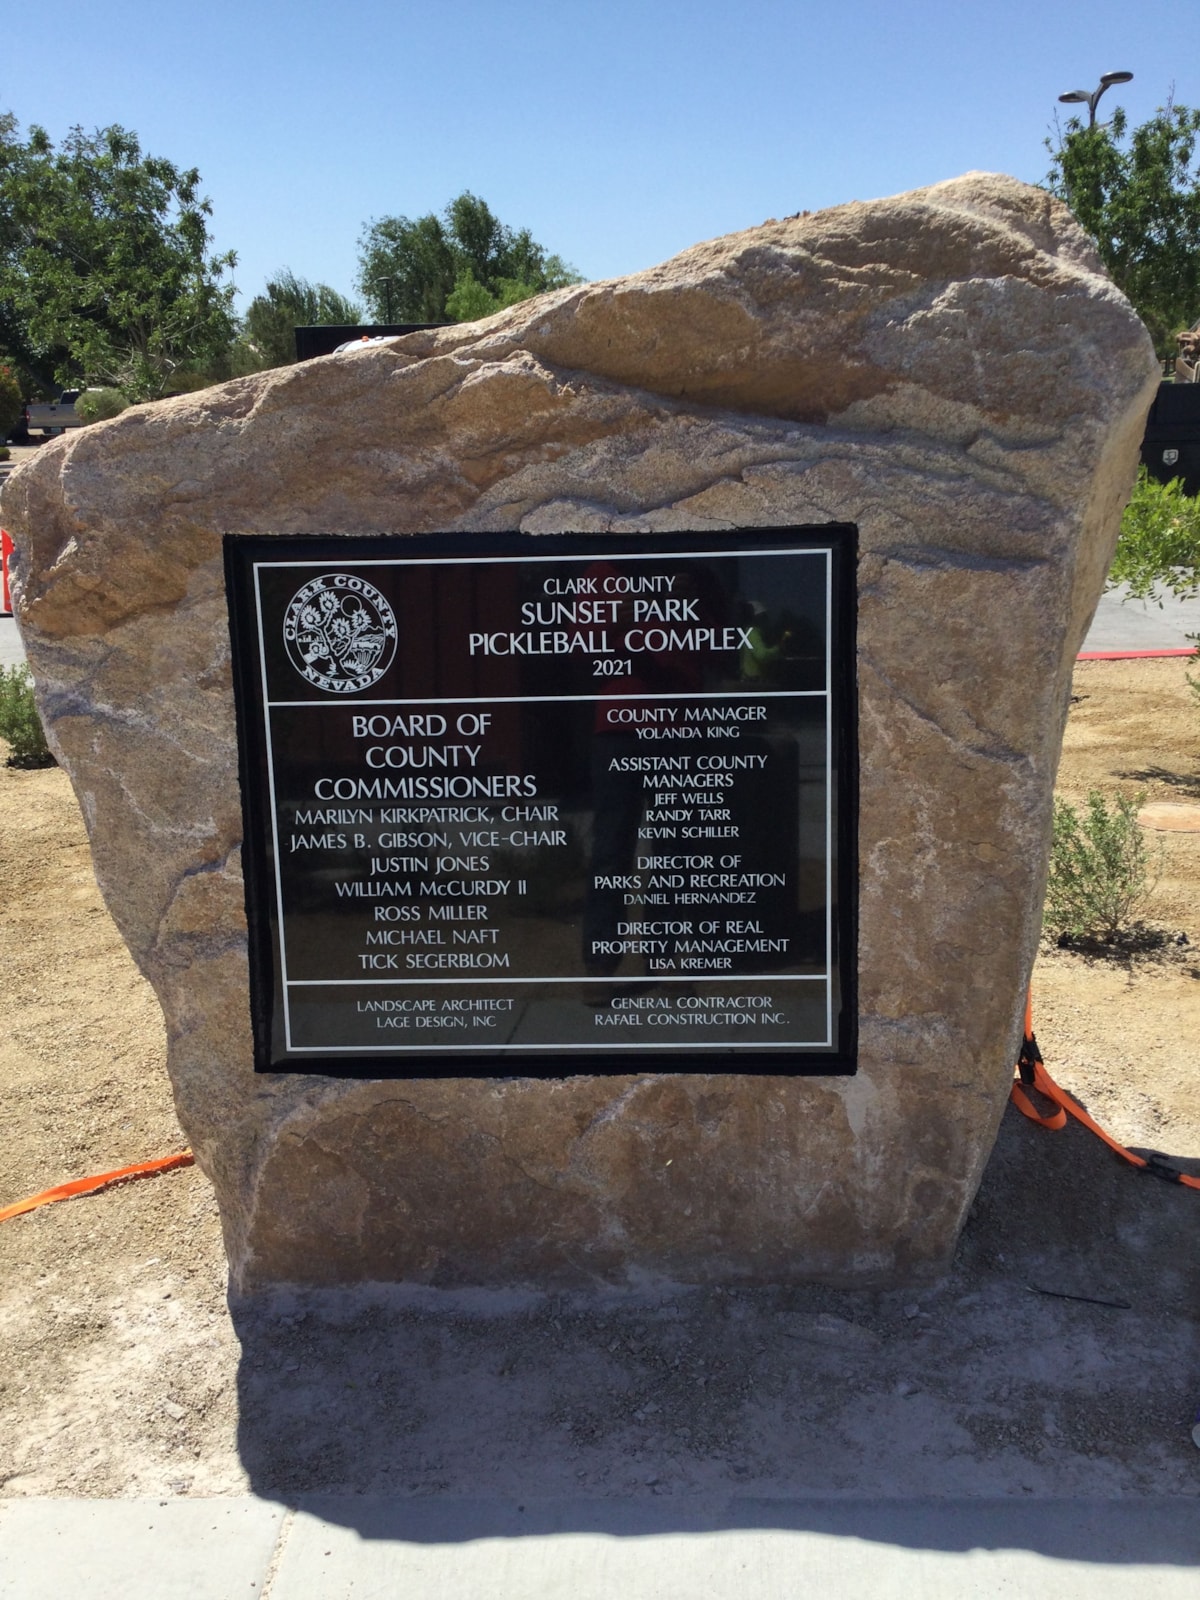 CLARK COUNTY
NEVADA
CLARK COUNTY
SUNSET PARK
PICKLEBALL COMPLEX
2021
BOARD OF
COUNTY
COMMISSIONERS
MARILYN KIRKPATRICK, CHAIR
JAMES B. GIBSON, VICE-CHAIR
JUSTIN JONES
WILLIAM McCURDY II
ROSS MILLER
MICHAEL NAFT
TICK SEGERBLOM
COUNTY MANAGER
YOLANDA KING
ASSISTANT COUNTY
MANAGERS
JEFF WELLS
RANDY TARR
KEVIN SCHILLER
DIRECTOR OF
PARKS AND RECREATION
DANIEL HERNANDEZ
DIRECTOR OF REAL
PROPERTY MANAGEMENT
LISA KREMER
LANDSCAPE ARCHITECT
LAGE DESIGN, INC
GENERAL CONTRACTOR
RAFAEL CONSTRUCTION INC.